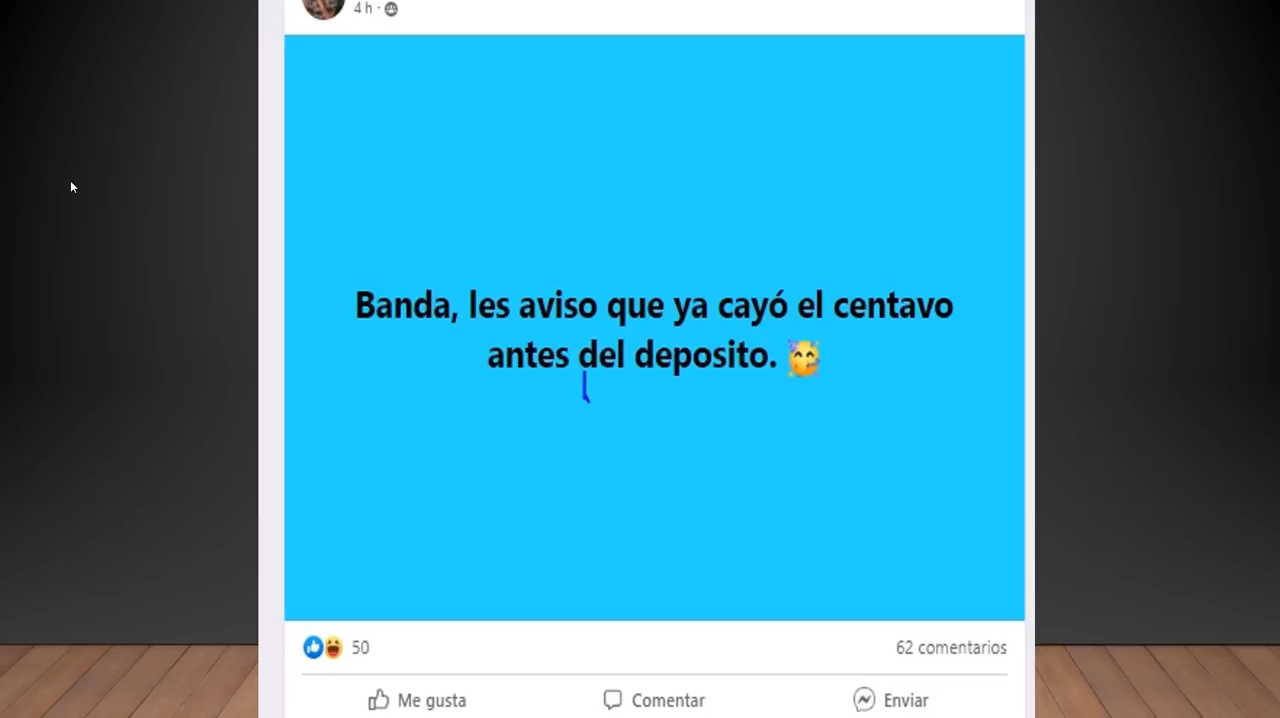 4 h ·
Banda, les aviso que ya cayó el centavo
antes del deposito. 🥳
50
62 comentarios
Me gusta
Comentar
Enviar